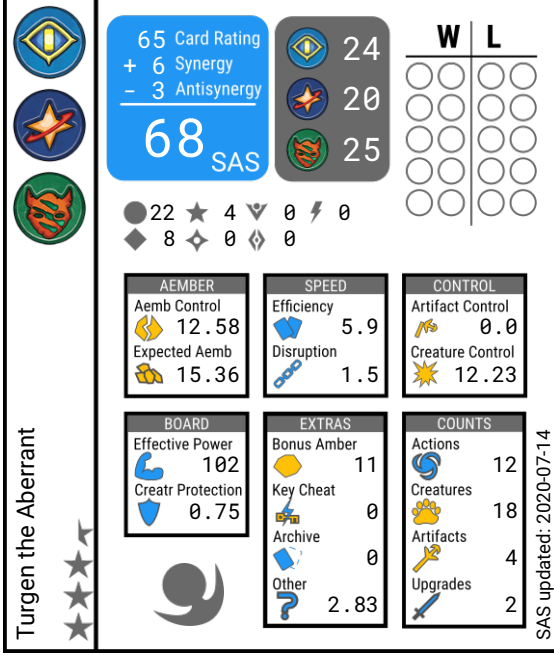 65 Card Rating
+ 6 Synergy
- 3 Antisynergy
68 SAS
24
20
25
W L
22 4 0 0
8 0 0
AEMBER
Aemb Control
12.58
Expected Aemb
15.36
SPEED
Efficiency
5.9
Disruption
1.5
CONTROL
Artifact Control
0.0
Creature Control
12.23
BOARD
Effective Power
102
Creatr Protection
0.75
EXTRAS
Bonus Amber
11
Key Cheat
0
Archive
0
Other
2.83
COUNTS
Actions
12
Creatures
18
Artifacts
4
Upgrades
2
Turgen the Aberrant
SAS updated: 2020-07-14